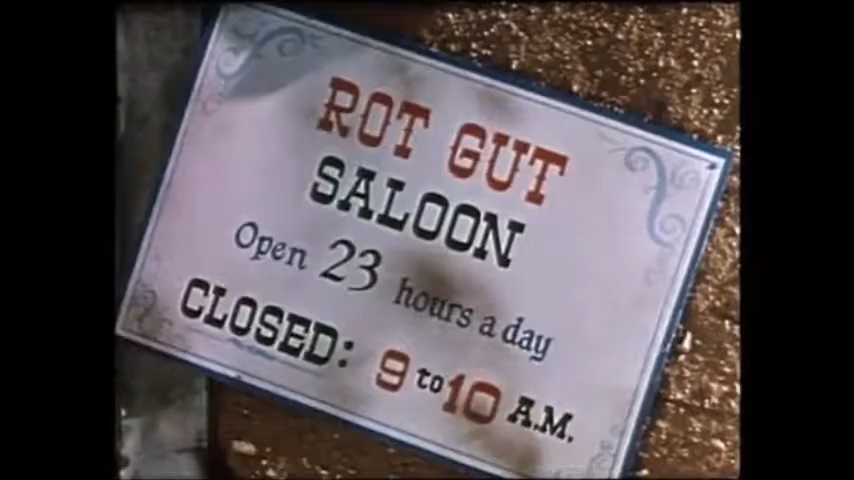 ROT GUT
SALOON
Open 23 hours a day
CLOSED: 9 to 10 A.M.